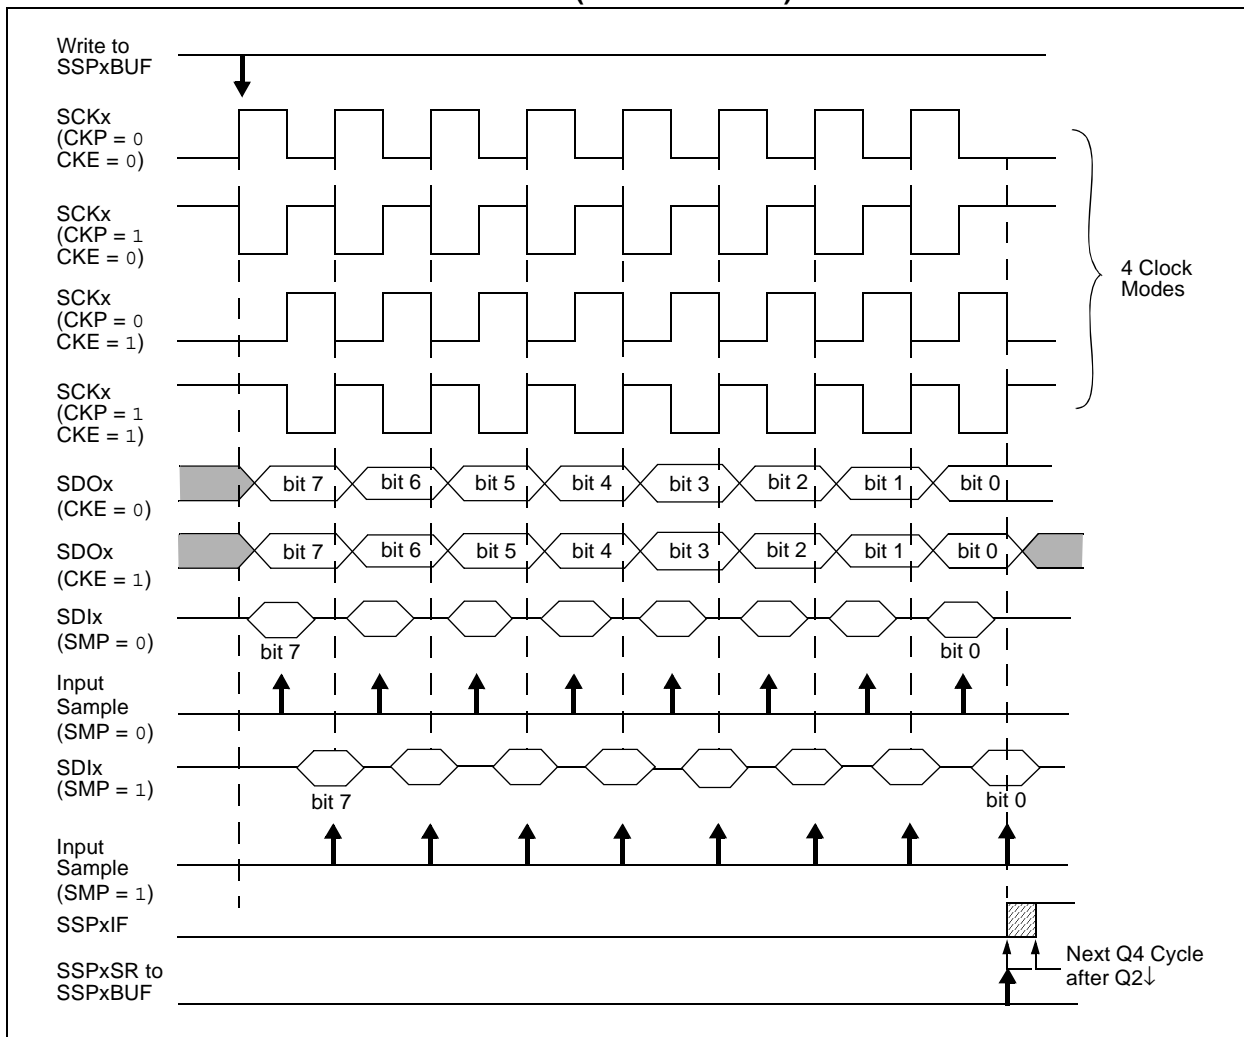 Write to
SSPxBUF
SCKx
(CKP = 0
CKE = 0)
SCKx
(CKP = 1
CKE = 0)
SCKx
(CKP = 0
CKE = 1)
SCKx
(CKP = 1
CKE = 1)
4 Clock
Modes
SDOx
(CKE = 0)
bit 7 bit 6 bit 5 bit 4 bit 3 bit 2 bit 1 bit 0
SDOx
(CKE = 1)
bit 7 bit 6 bit 5 bit 4 bit 3 bit 2 bit 1 bit 0
SDIx
(SMP = 0)
bit 7 bit 0
Input
Sample
(SMP = 0)
SDIx
(SMP = 1)
bit 7 bit 0
Input
Sample
(SMP = 1)
SSPxIF
SSPxSR to
SSPxBUF
Next Q4 Cycle
after Q2↓